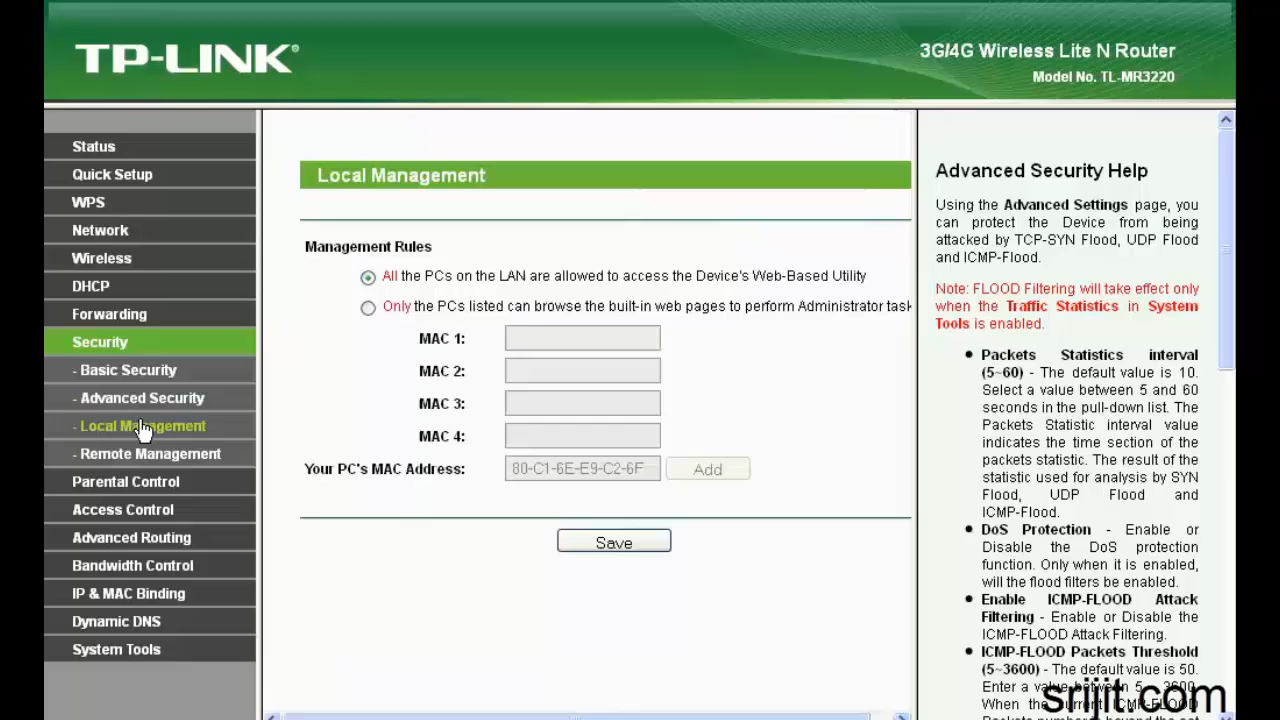 TP-LINK®
3G/4G Wireless Lite N Router
Model No. TL-MR3220
Status
Quick Setup
WPS
Network
Wireless
DHCP
Forwarding
Security
- Basic Security
- Advanced Security
- Local Management
- Remote Management
Parental Control
Access Control
Advanced Routing
Bandwidth Control
IP & MAC Binding
Dynamic DNS
System Tools
Local Management
Management Rules
All the PCs on the LAN are allowed to access the Device's Web-Based Utility
Only the PCs listed can browse the built-in web pages to perform Administrator task
MAC 1:
MAC 2:
MAC 3:
MAC 4:
Your PC's MAC Address: 80-C1-6E-E9-C2-6F Add
Save
Advanced Security Help
Using the Advanced Settings page, you
can protect the Device from being
attacked by TCP-SYN Flood, UDP Flood
and ICMP-Flood.
Note: FLOOD Filtering will take effect only
when the Traffic Statistics in System
Tools is enabled.
Packets Statistics interval
(5~60) - The default value is 10.
Select a value between 5 and 60
seconds in the pull-down list. The
Packets Statistic interval value
indicates the time section of the
packets statistic. The result of the
statistic used for analysis by SYN
Flood, UDP Flood and
ICMP-Flood.
DoS Protection - Enable or
Disable the DoS protection
function. Only when it is enabled,
will the flood filters be enabled.
Enable ICMP-FLOOD Attack
Filtering - Enable or Disable the
ICMP-FLOOD Attack Filtering.
ICMP-FLOOD Packets Threshold
(5~3600) - The default value is 50.
Enter a value between 5 ~ 3600.
When the current ICMP-FLOOD
srijit.com